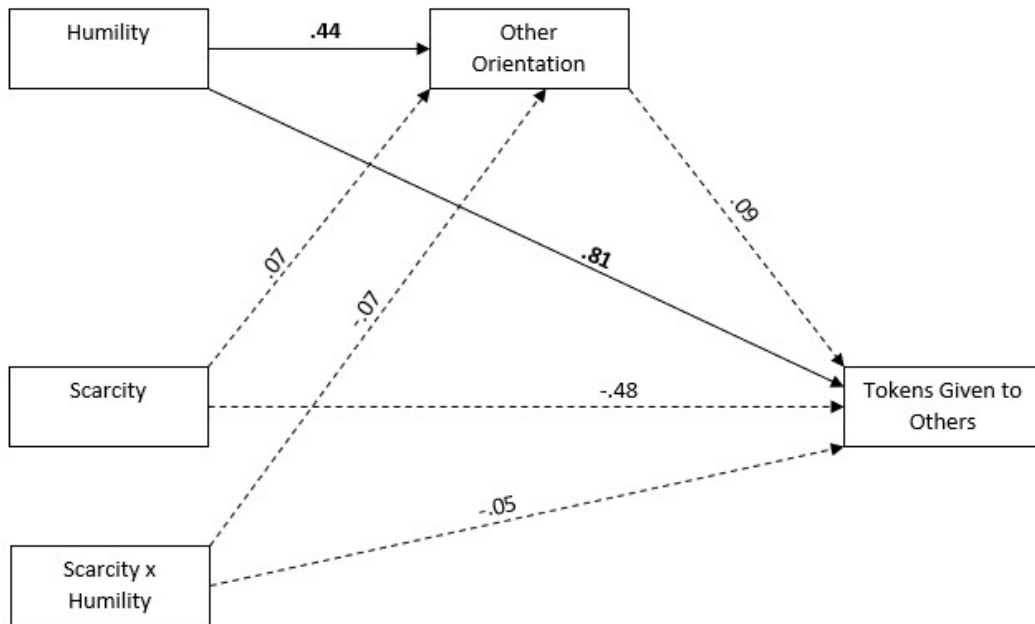 Humility
.44
Other
Orientation
.07
-.07
.81
.09
Scarcity
-.48
Tokens Given to
Others
-.05
Scarcity x
Humility